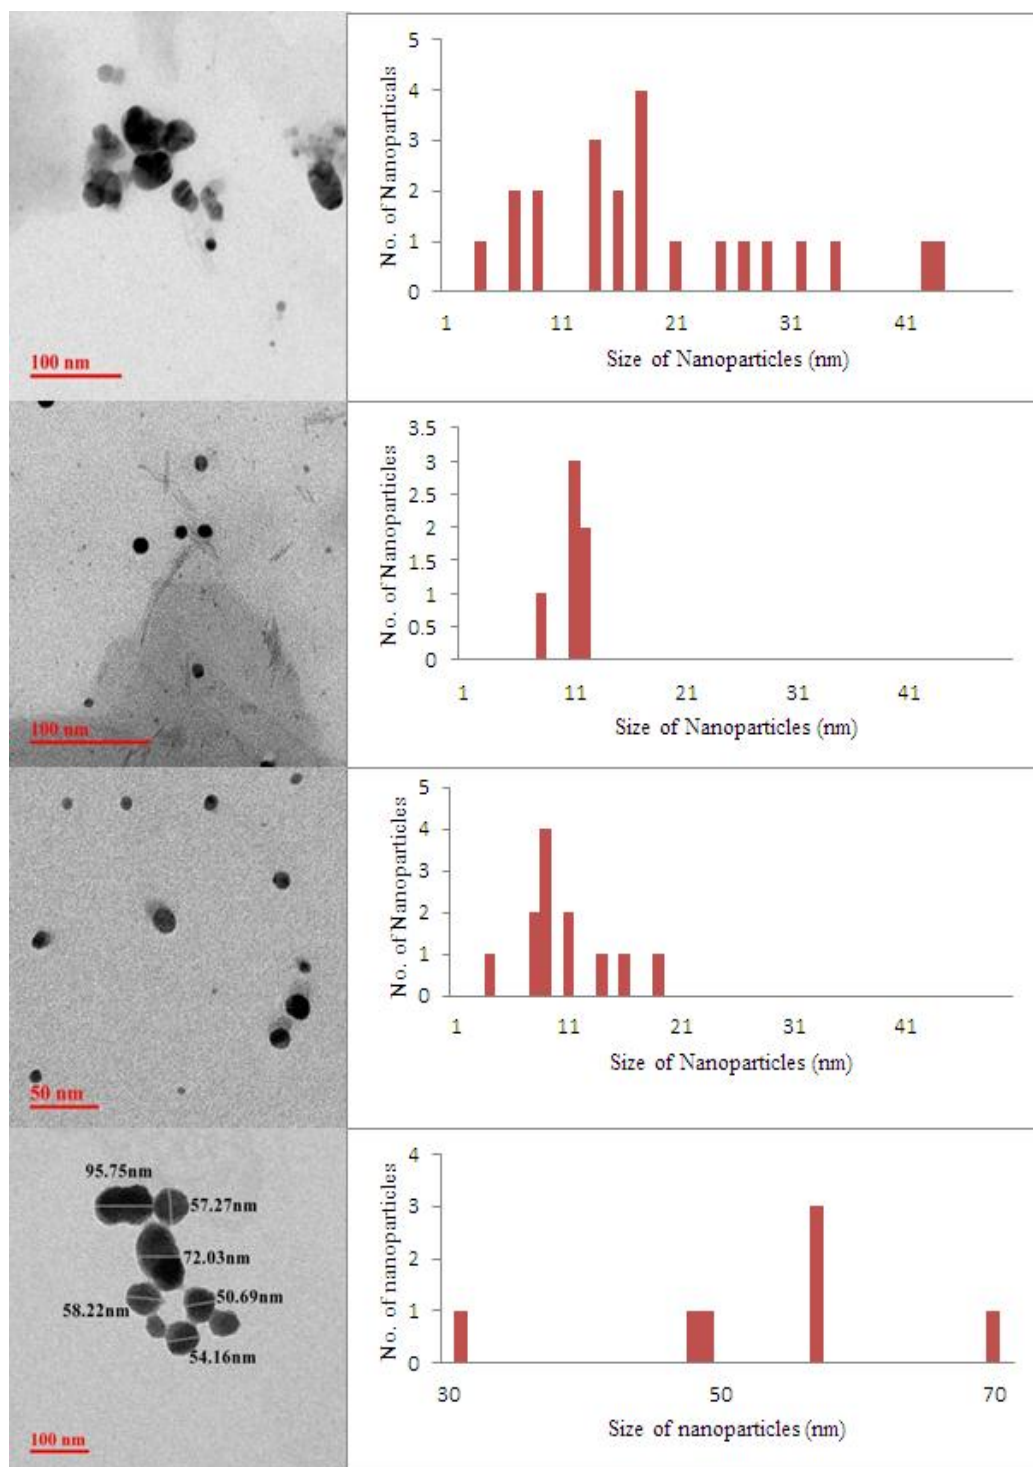 100 nm
No. of Nanoparticals
5
4
3
2
1
0
1 11 21 31 41
Size of Nanoparticles (nm)
100 nm
No. of Nanoparticles
3.5
3
2.5
2
1.5
1
0.5
0
1 11 21 31 41
Size of Nanoparticles (nm)
50 nm
No. of Nanoparticles
5
4
3
2
1
0
1 11 21 31 41
Size of Nanoparticles (nm)
95.75nm
57.27nm
72.03nm
58.22nm
50.69nm
54.16nm
100 nm
No. of nanoparticles
4
3
2
1
0
30 50 70
Size of nanoparticles (nm)